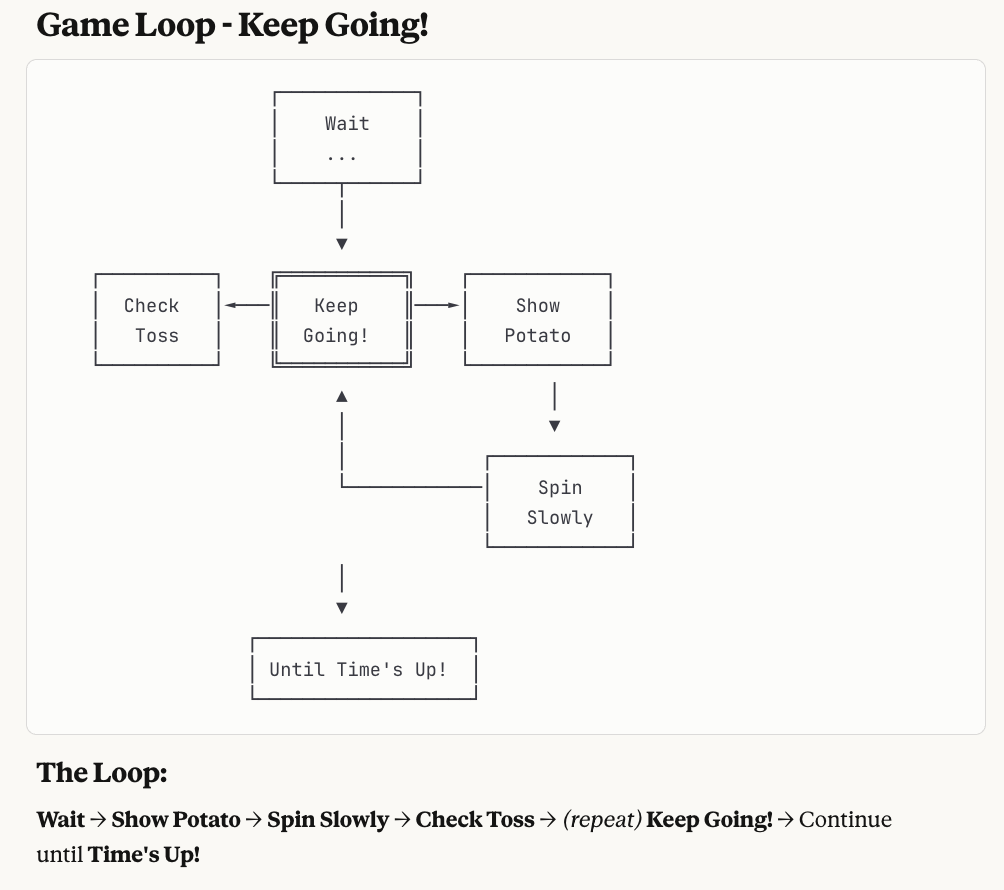 Game Loop - Keep Going!
Wait
...
Check
Toss
Keep
Going!
Show
Potato
Spin
Slowly
Until Time's Up!
The Loop:
Wait → Show Potato → Spin Slowly → Check Toss → (repeat) Keep Going! → Continue
until Time's Up!